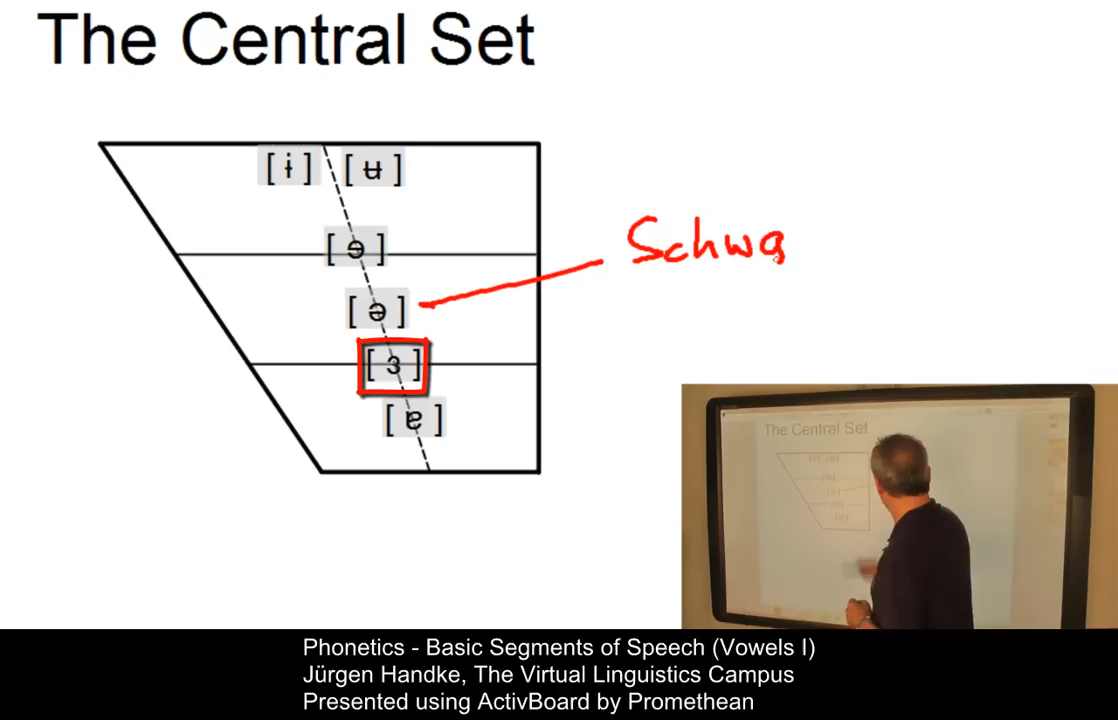 The Central Set
[ ɨ ] [ ʉ ]
[ ɘ ]
Schwa
[ ə ]
[ ɜ ]
[ ɐ ]
The Central Set
Phonetics - Basic Segments of Speech (Vowels I)
Jürgen Handke, The Virtual Linguistics Campus
Presented using ActivBoard by Promethean